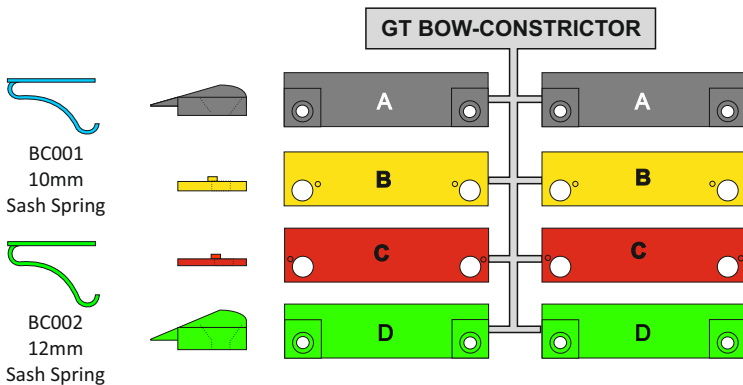 GT BOW-CONSTRICTOR
A A
BC001
10mm
Sash Spring
B B
C C
BC002
12mm
Sash Spring
D D